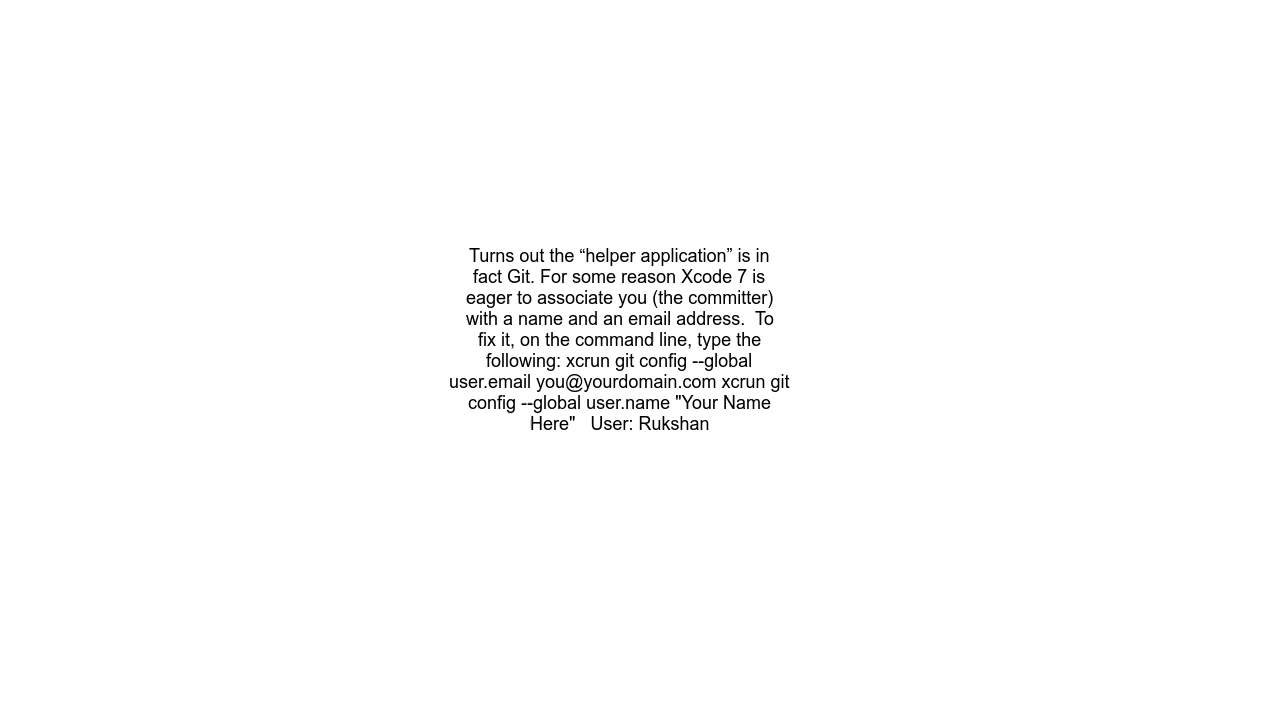 Turns out the “helper application” is in
fact Git. For some reason Xcode 7 is
eager to associate you (the committer)
with a name and an email address.  To
fix it, on the command line, type the
following: xcrun git config --global
user.email you@yourdomain.com xcrun git
config --global user.name "Your Name
Here"   User: Rukshan